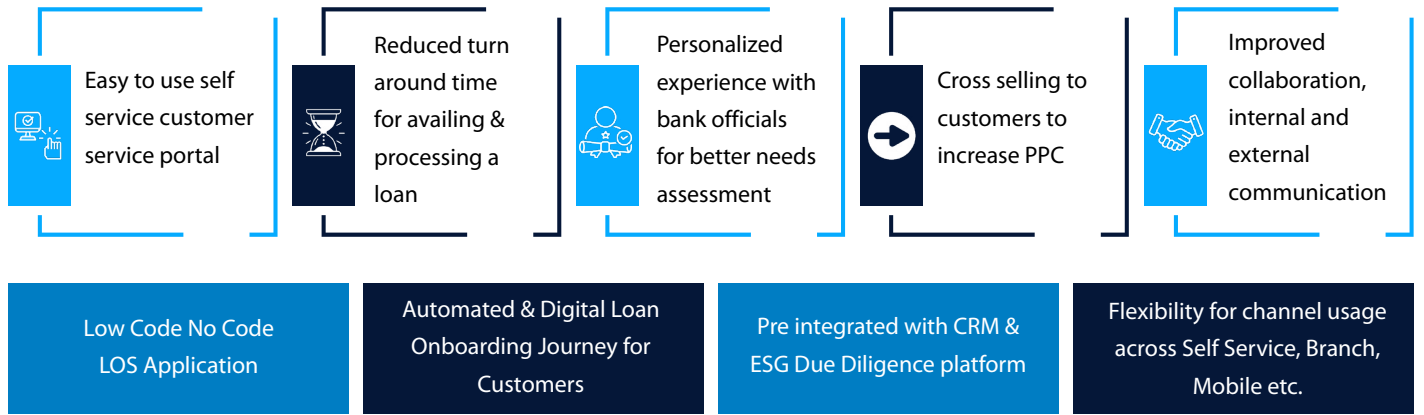 Easy to use self
service customer
service portal
Reduced turn
around time
for availing &
processing a
loan
Personalized
experience with
bank officials
for better needs
assessment
Cross selling to
customers to
increase PPC
Improved
collaboration,
internal and
external
communication
Low Code No Code
LOS Application
Automated & Digital Loan
Onboarding Journey for
Customers
Pre integrated with CRM &
ESG Due Diligence platform
Flexibility for channel usage
across Self Service, Branch,
Mobile etc.